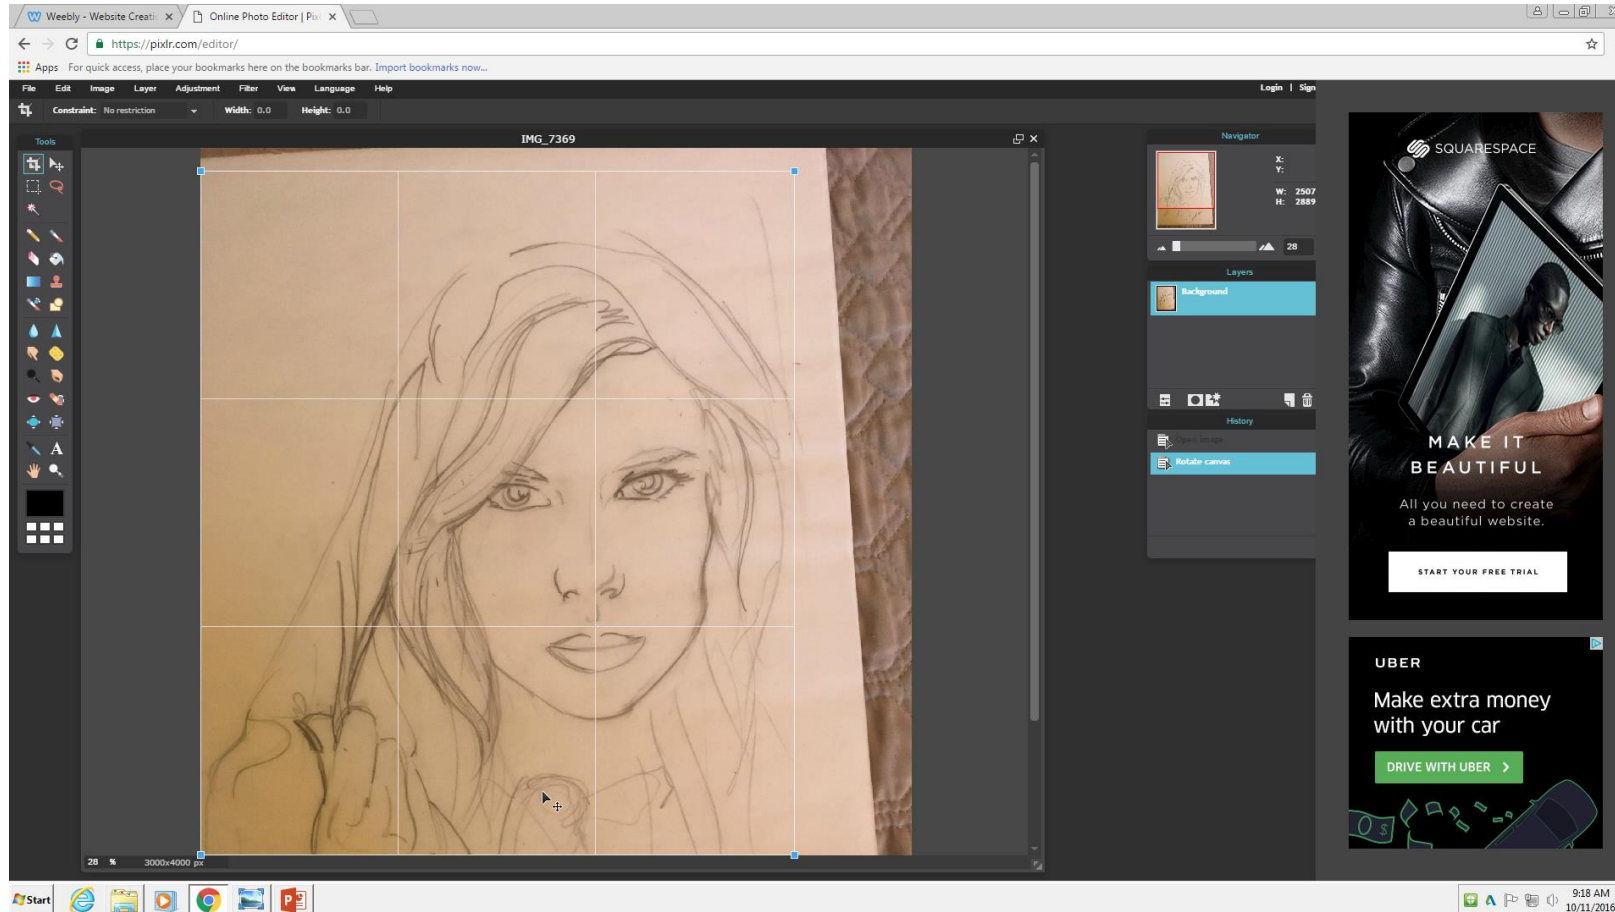 Weebly - Website Creati
Online Photo Editor | Pi
https://pixlr.com/editor/
Apps For quick access, place your bookmarks here on the bookmarks bar. Import bookmarks now...
File Edit Image Layer Adjustment Filter View Language Help Login | Sign
Constraint: No restriction Width: 0.0 Height: 0.0
Tools
IMG_7369
Navigator
X:
Y:
W: 2507
H: 2889
28
Layers
Background
History
Open image
Rotate canvas
A
28 % 3000x4000 px
SQUARESPACE
MAKE IT
BEAUTIFUL
All you need to create
a beautiful website.
START YOUR FREE TRIAL
UBER
Make extra money
with your car
DRIVE WITH UBER
Start
9:18 AM
10/11/2016